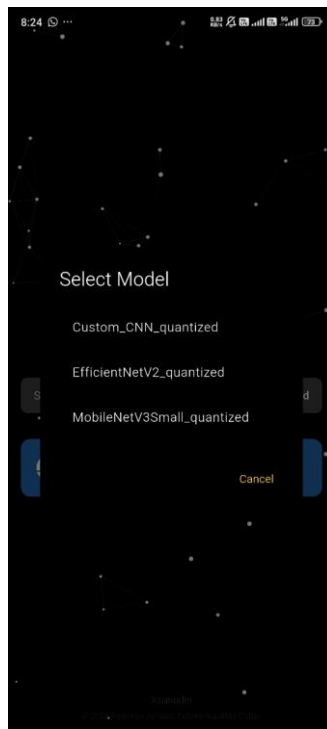 8:24
Select Model
Custom_CNN_quantized
EfficientNetV2_quantized
MobileNetV3Small_quantized
S
d
Cancel